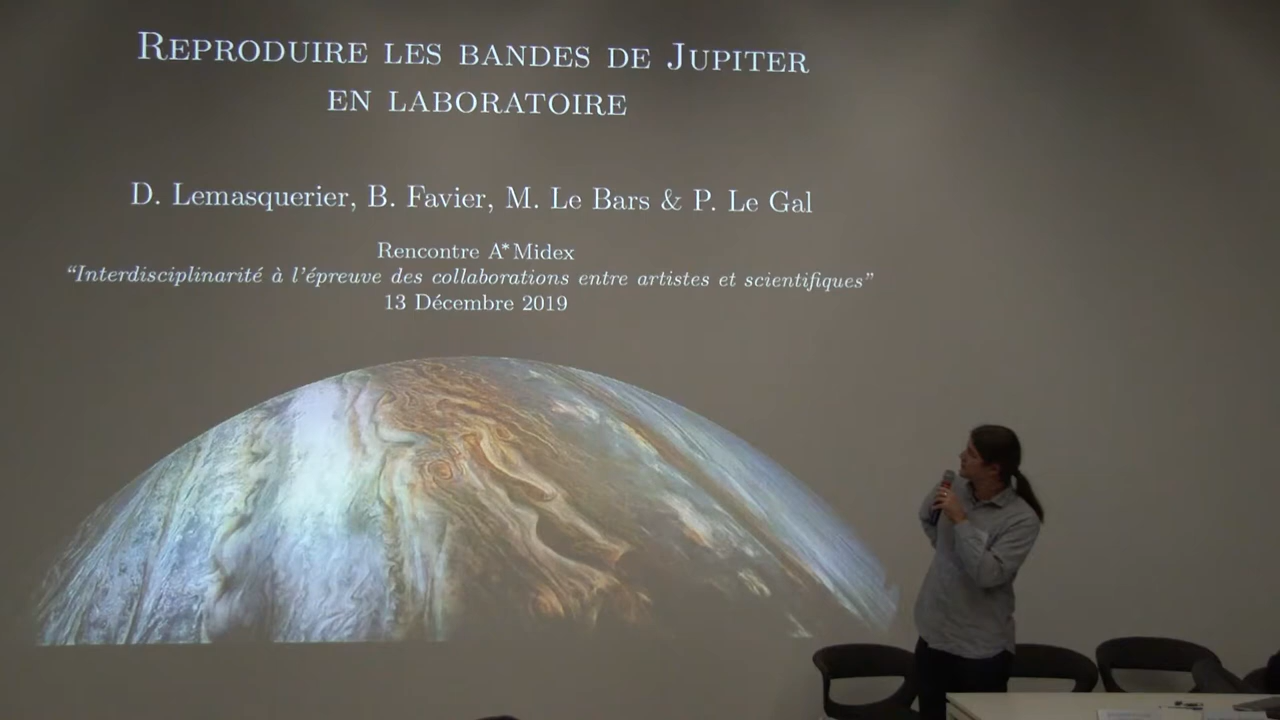 REPRODUIRE LES BANDES DE JUPITER
EN LABORATOIRE
D. Lemasquerier, B. Favier, M. Le Bars & P. Le Gal
Rencontre A*Midex
“Interdisciplinarité à l'épreuve des collaborations entre artistes et scientifiques”
13 Décembre 2019